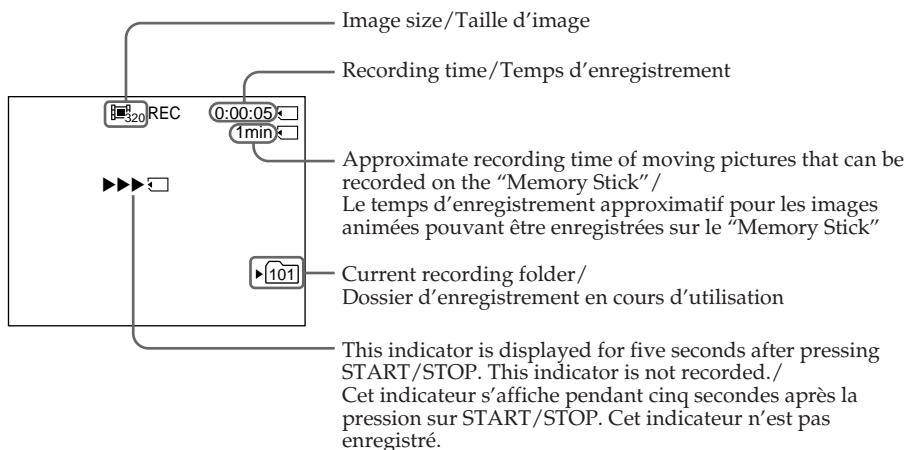 Image size/Taille d'image
Recording time/Temps d'enregistrement
320 REC 0:00:05
1min
Approximate recording time of moving pictures that can be
recorded on the “Memory Stick”/
Le temps d'enregistrement approximatif pour les images
animées pouvant être enregistrées sur le “Memory Stick”
101
Current recording folder/
Dossier d'enregistrement en cours d'utilisation
This indicator is displayed for five seconds after pressing
START/STOP. This indicator is not recorded./
Cet indicateur s'affiche pendant cinq secondes après la
pression sur START/STOP. Cet indicateur n'est pas
enregistré.